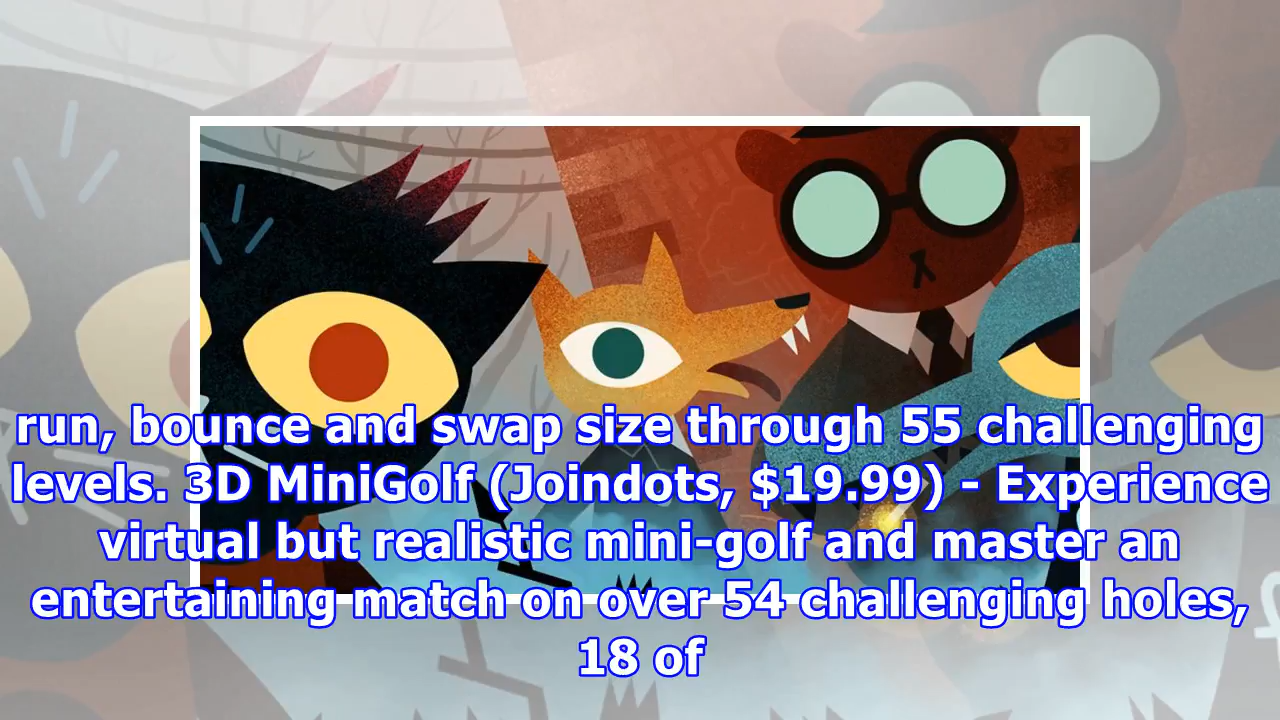 run, bounce and swap size through 55 challenging
levels. 3D MiniGolf (Joindots, $19.99) - Experience
virtual but realistic mini-golf and master an
entertaining match on over 54 challenging holes,
18 of